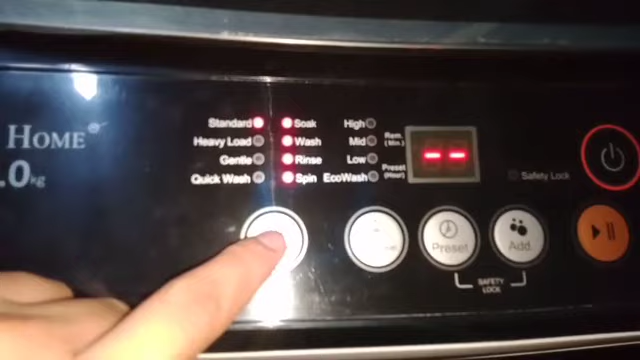 HOME®
.0kg
Standard Soak High
Heavy Load Wash Mid
Gentle Rinse Low
Quick Wash Spin EcoWash
Rem.
(Min.)
Preset
(Hour)
--
Safety Lock
Preset
Add.
SAFETY
LOCK